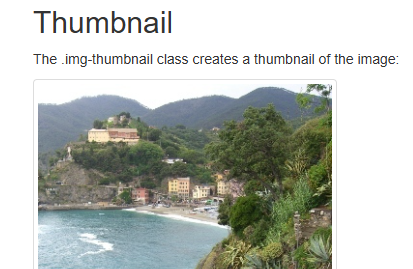 Thumbnail
The .img-thumbnail class creates a thumbnail of the image: